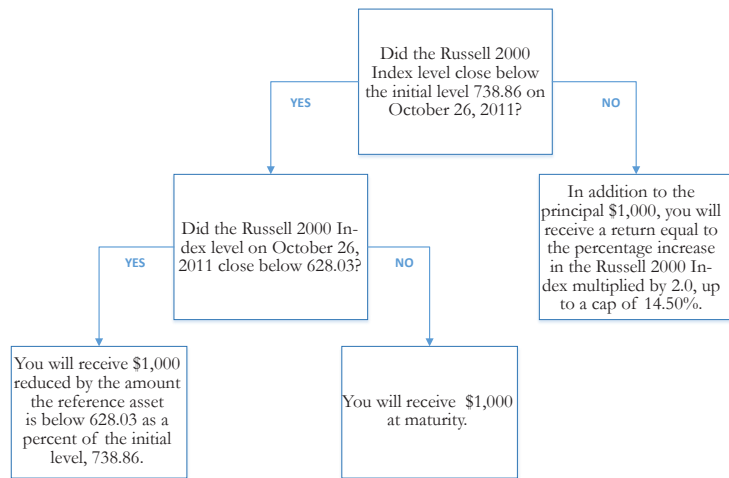 Did the Russell 2000
Index level close below
the initial level 738.86 on
October 26, 2011?
YES
NO
Did the Russell 2000 In-
dex level on October 26,
2011 close below 628.03?
In addition to the
principal $1,000, you will
receive a return equal to
the percentage increase
in the Russell 2000 In-
dex multiplied by 2.0, up
to a cap of 14.50%.
YES
NO
You will receive $1,000
reduced by the amount
the reference asset
is below 628.03 as a
percent of the initial
level, 738.86.
You will receive $1,000
at maturity.